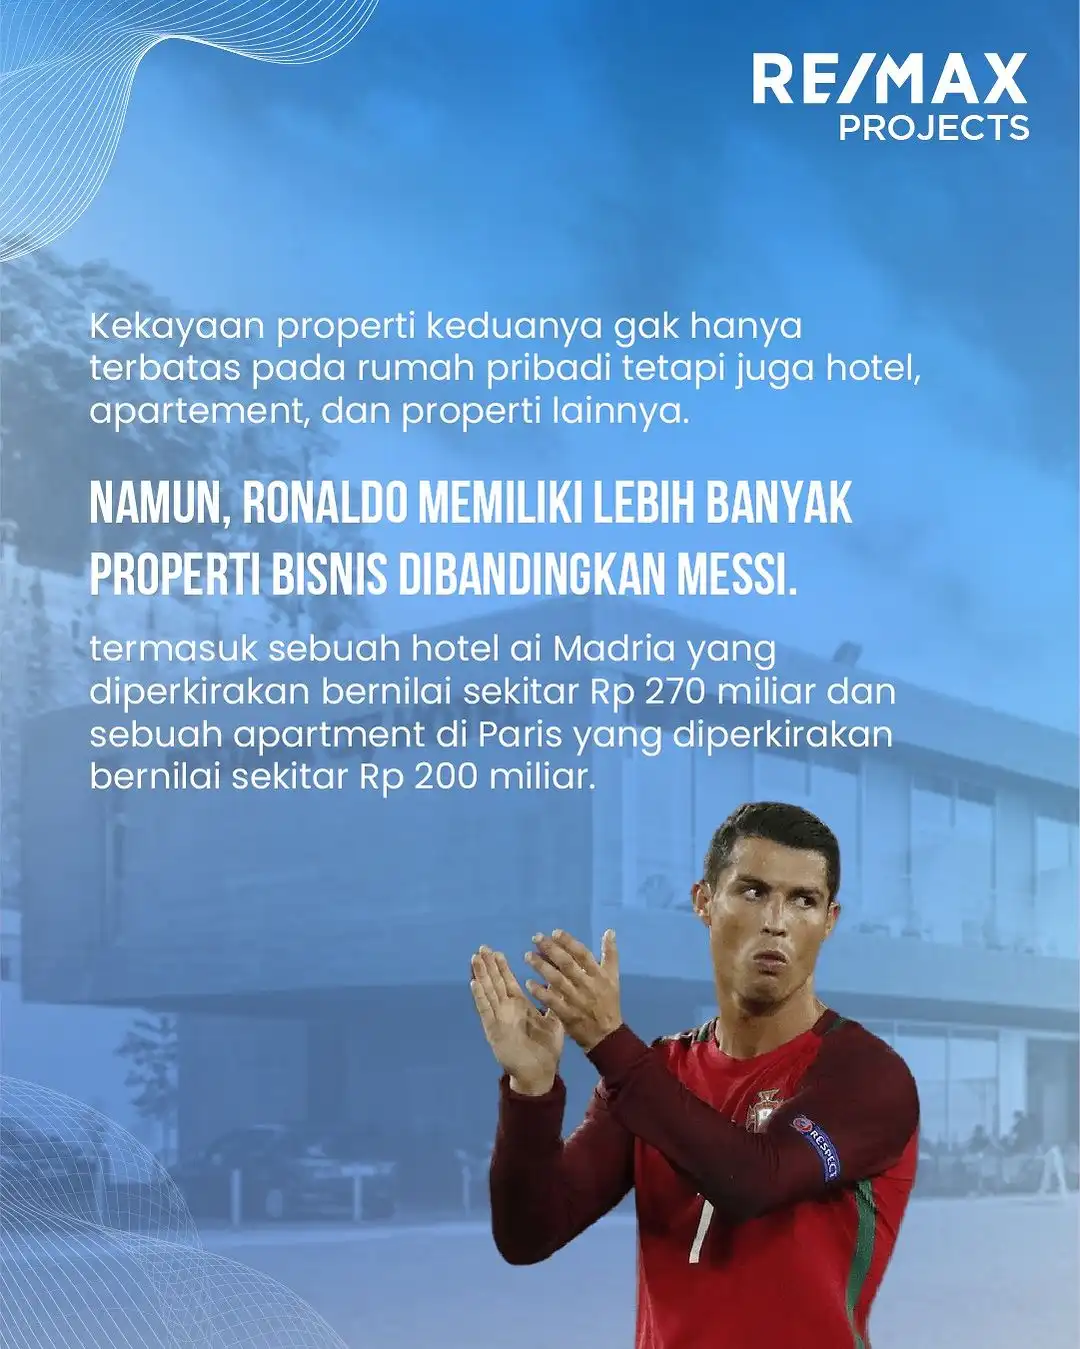 RE/MAX
PROJECTS
Kekayaan properti keduanya gak hanya
terbatas pada rumah pribadi tetapi juga hotel,
apartement, dan properti lainnya.
NAMUN, RONALDO MEMILIKI LEBIH BANYAK
PROPERTI BISNIS DIBANDINGKAN MESSI.
termasuk sebuah hotel ai Madria yang
diperkirakan bernilai sekitar Rp 270 miliar dan
sebuah apartment di Paris yang diperkirakan
bernilai sekitar Rp 200 miliar.
RESPECT
7